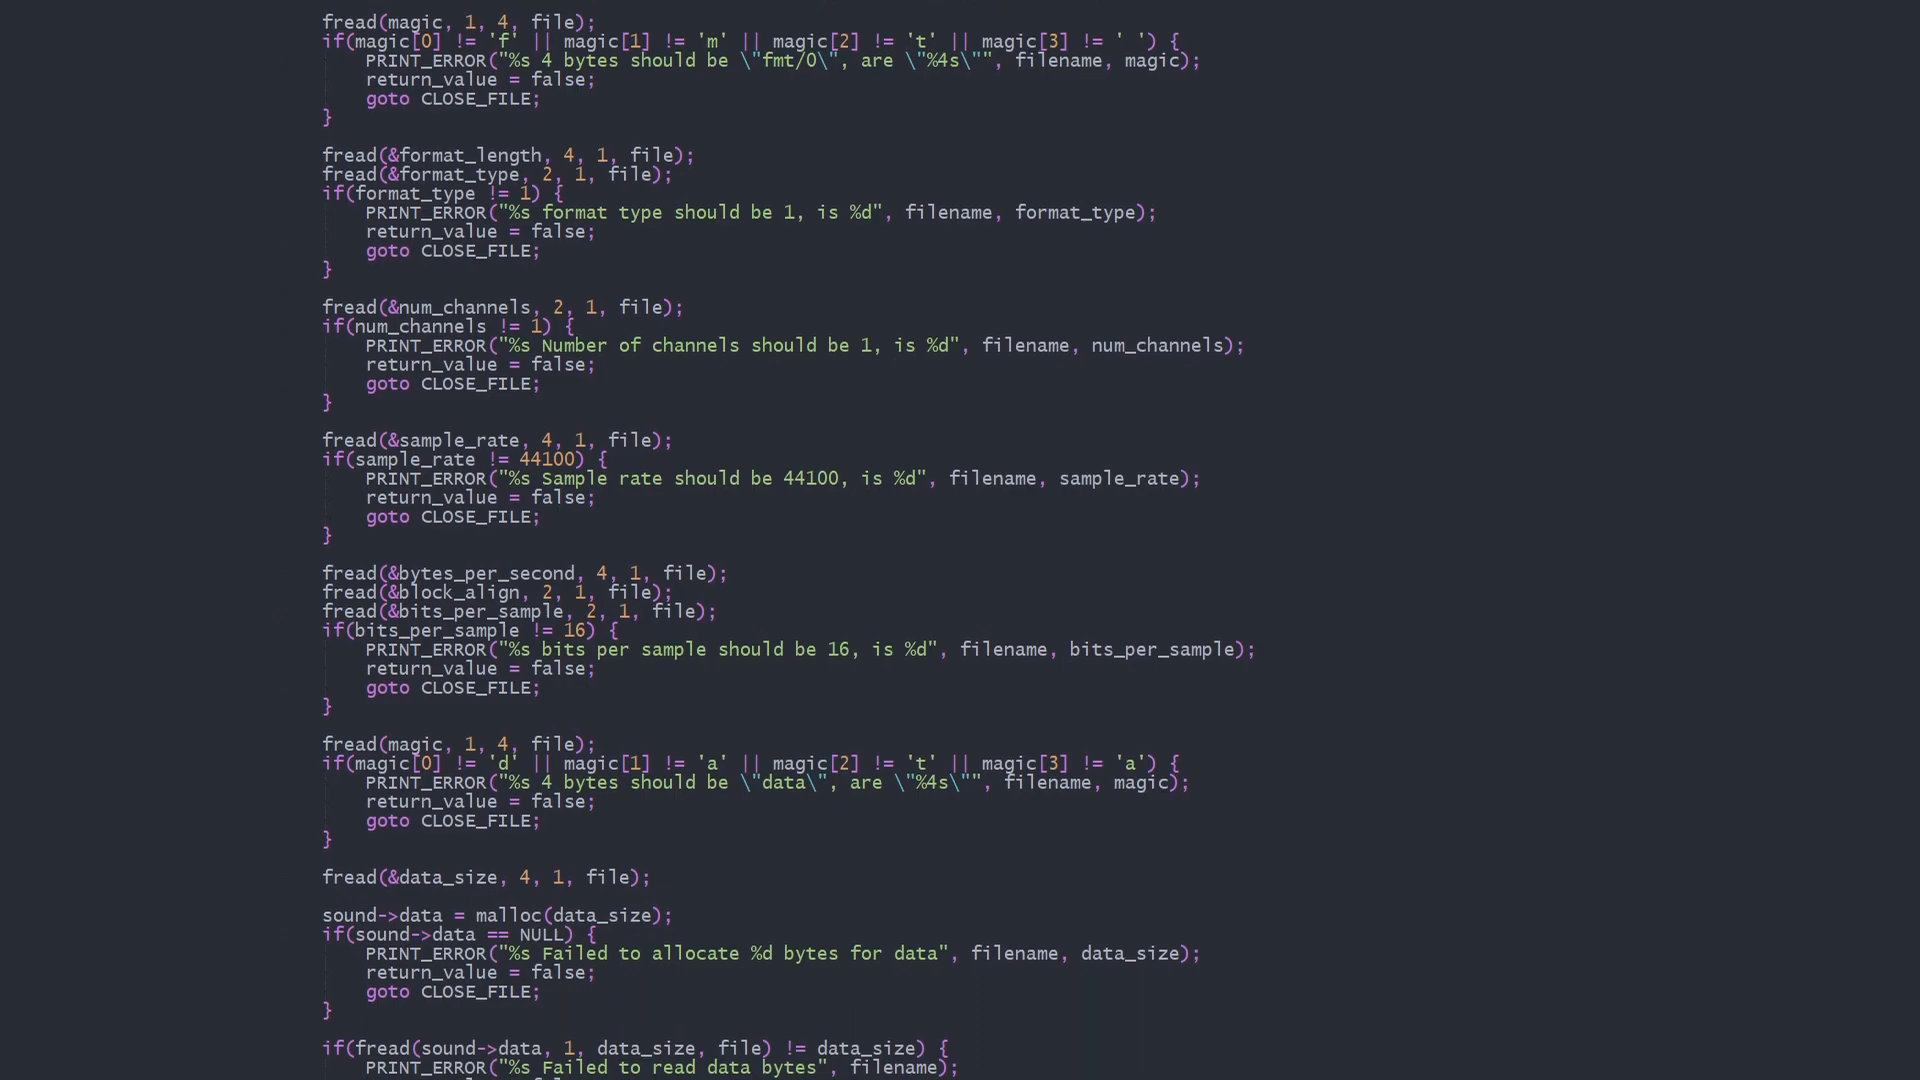 fread(magic, 1, 4, file);
if(magic[0] != 'f' || magic[1] != 'm' || magic[2] != 't' || magic[3] != ' ') {
    PRINT_ERROR("%s 4 bytes should be \"fmt/0\", are \"%4s\"", filename, magic);
    return_value = false;
    goto CLOSE_FILE;
}

fread(&format_length, 4, 1, file);
fread(&format_type, 2, 1, file);
if(format_type != 1) {
    PRINT_ERROR("%s format type should be 1, is %d", filename, format_type);
    return_value = false;
    goto CLOSE_FILE;
}

fread(&num_channels, 2, 1, file);
if(num_channels != 1) {
    PRINT_ERROR("%s Number of channels should be 1, is %d", filename, num_channels);
    return_value = false;
    goto CLOSE_FILE;
}

fread(&sample_rate, 4, 1, file);
if(sample_rate != 44100) {
    PRINT_ERROR("%s Sample rate should be 44100, is %d", filename, sample_rate);
    return_value = false;
    goto CLOSE_FILE;
}

fread(&bytes_per_second, 4, 1, file);
fread(&block_align, 2, 1, file);
fread(&bits_per_sample, 2, 1, file);
if(bits_per_sample != 16) {
    PRINT_ERROR("%s bits per sample should be 16, is %d", filename, bits_per_sample);
    return_value = false;
    goto CLOSE_FILE;
}

fread(magic, 1, 4, file);
if(magic[0] != 'd' || magic[1] != 'a' || magic[2] != 't' || magic[3] != 'a') {
    PRINT_ERROR("%s 4 bytes should be \"data\", are \"%4s\"", filename, magic);
    return_value = false;
    goto CLOSE_FILE;
}

fread(&data_size, 4, 1, file);

sound->data = malloc(data_size);
if(sound->data == NULL) {
    PRINT_ERROR("%s Failed to allocate %d bytes for data", filename, data_size);
    return_value = false;
    goto CLOSE_FILE;
}

if(fread(sound->data, 1, data_size, file) != data_size) {
    PRINT_ERROR("%s Failed to read data bytes", filename);